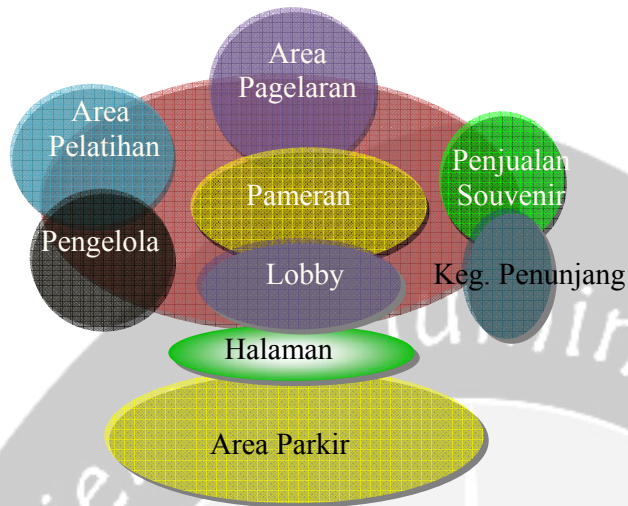 Area
Pagelaran
Area
Pelatihan
Penjualan
Souvenir
Pameran
Pengelola
Lobby
Keg. Penunjang
Halaman
Area Parkir